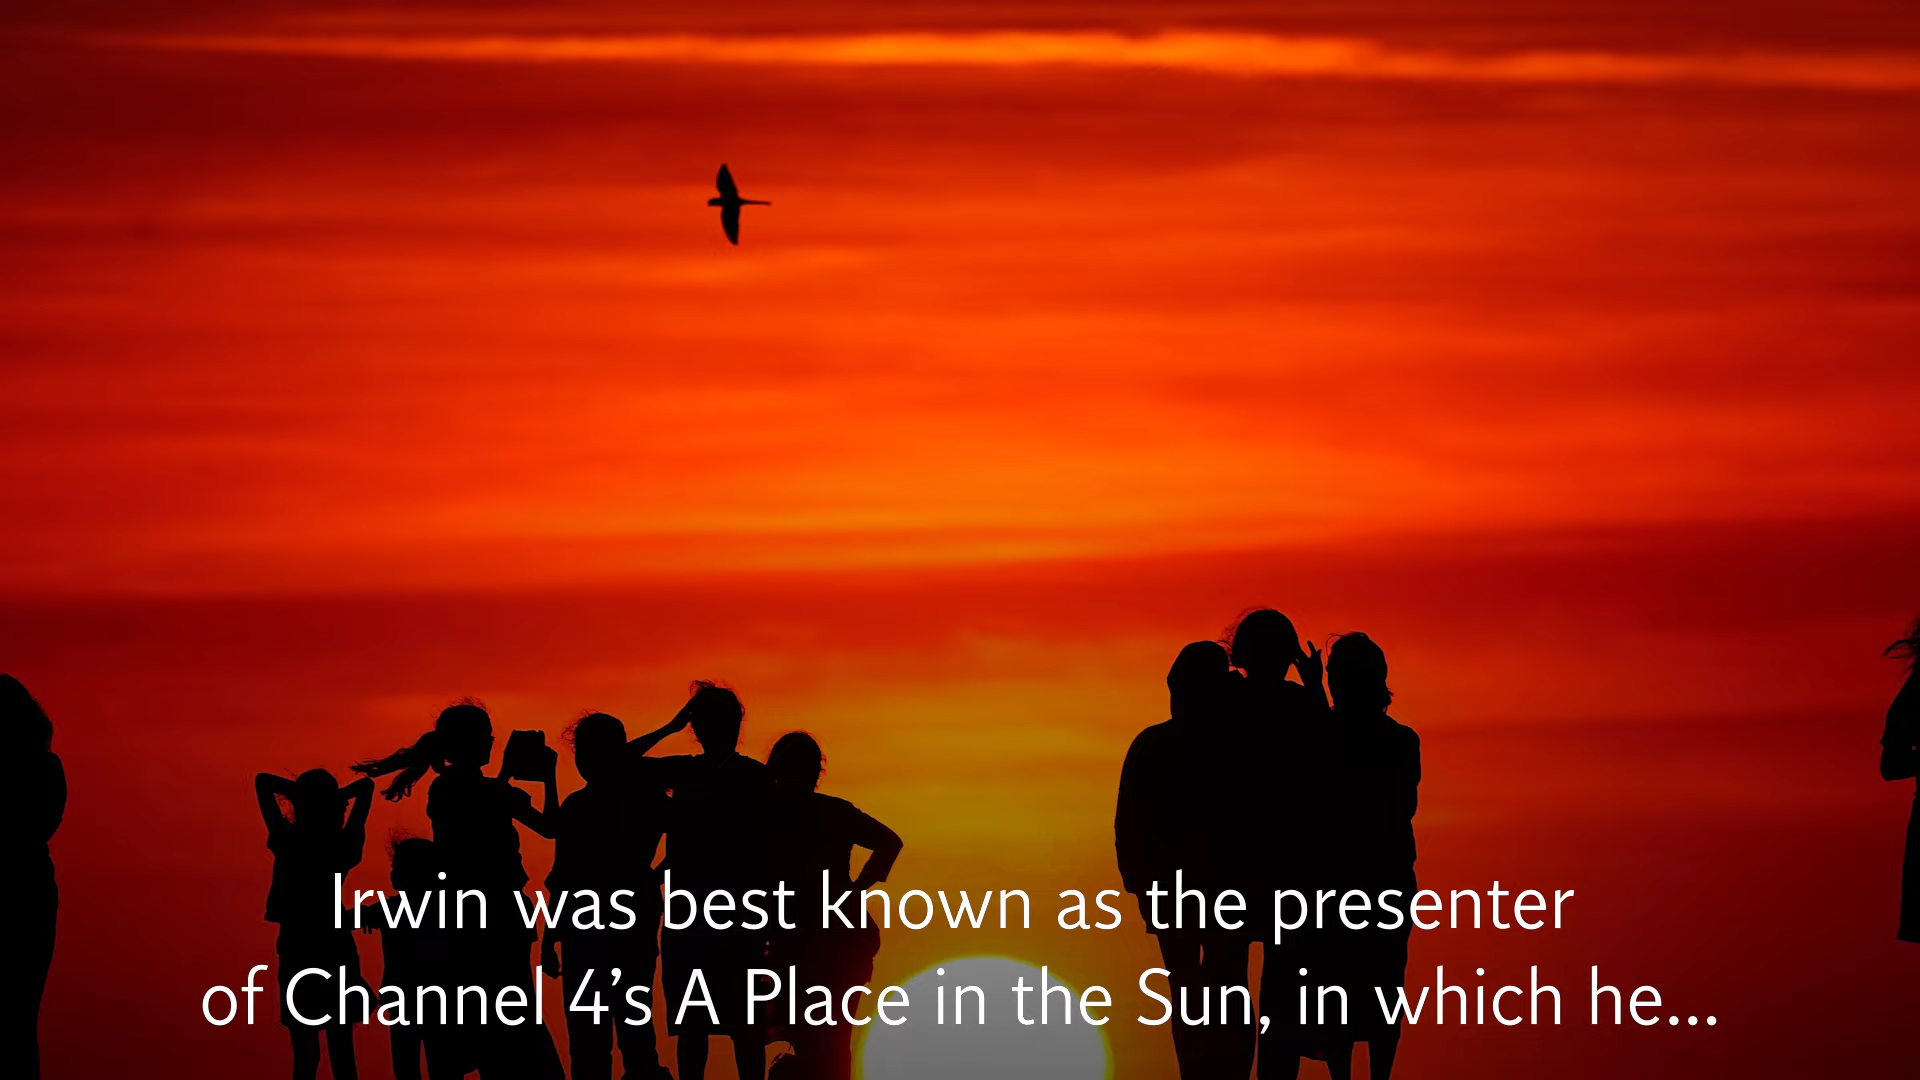 Irwin was best known as the presenter
of Channel 4’s A Place in the Sun, in which he...